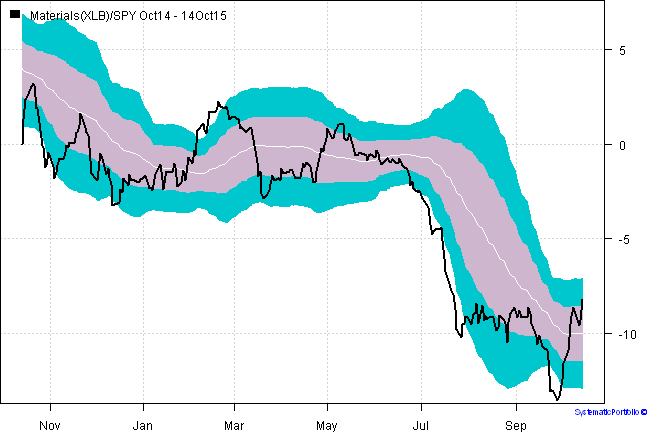 Materials(XLB)/SPY Oct14 - 14Oct15
5
0
-5
-10
Nov Jan Mar May Jul Sep
SystematicPortfolio ©